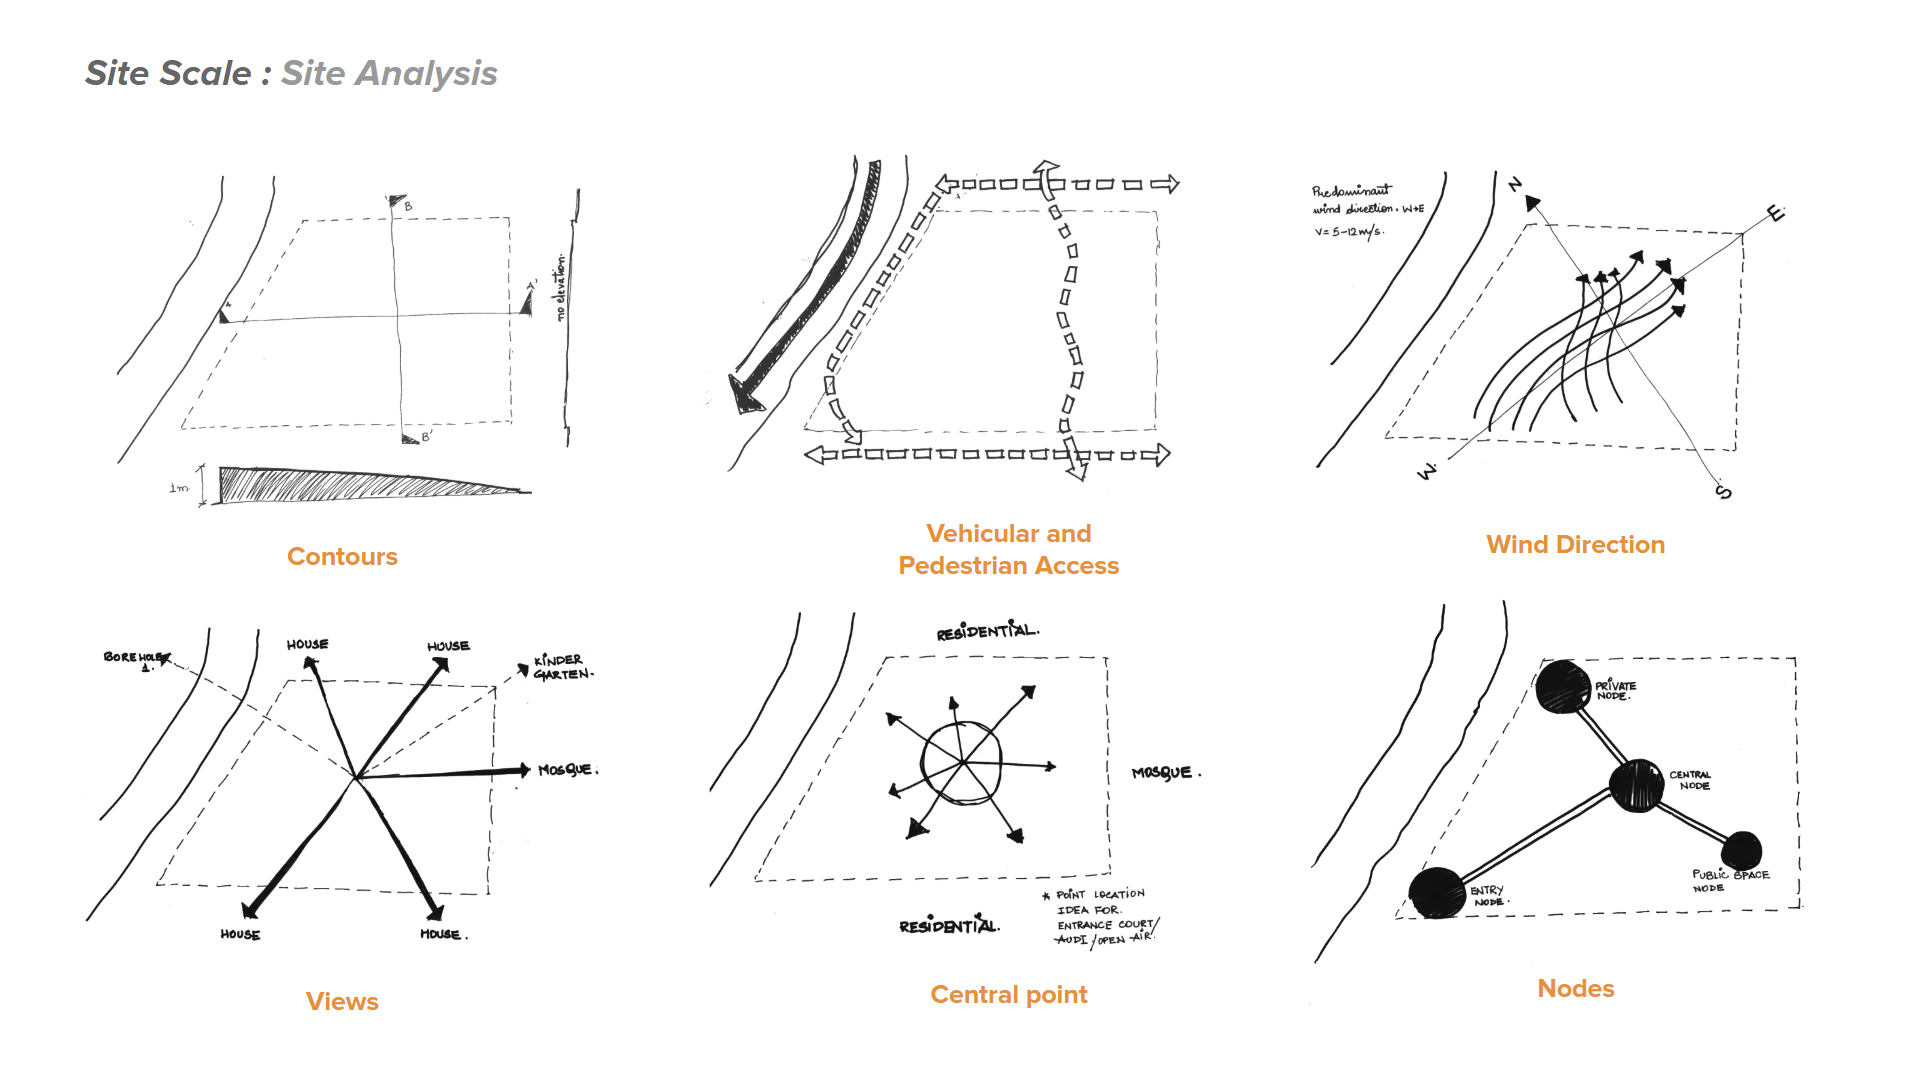 Site Scale : Site Analysis
B
A'
no elevation.
B'
1m.
Contours
Vehicular and
Pedestrian Access
Predominant
wind direction. W→E
V= 5-12m/s.
N
E
W
S
Wind Direction
BOREHOLE
1.
HOUSE
HOUSE
KINDER
GARTEN.
MOSQUE.
HOUSE
HOUSE.
Views
RESIDENTIAL.
MOSQUE.
RESIDENTIAL.
* POINT LOCATION
IDEA FOR.
ENTRANCE COURT/
AUDI/OPEN AIR.
Central point
PRIVATE
NODE.
CENTRAL
NODE
PUBLIC SPACE
NODE
ENTRY
NODE.
Nodes